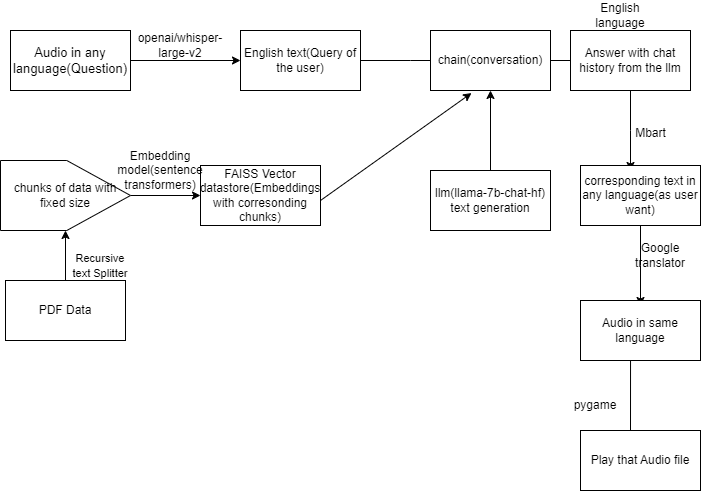 English
language
openai/whisper-
large-v2
Audio in any
language(Question)
English text(Query of
the user)
chain(conversation)
Answer with chat
history from the llm
Mbart
Embedding
model(sentence
transformers)
chunks of data with
fixed size
FAISS Vector
datastore(Embeddings
with corresonding
chunks)
llm(llama-7b-chat-hf)
text generation
corresponding text in
any language(as user
want)
Recursive
text Splitter
Google
translator
PDF Data
Audio in same
language
pygame
Play that Audio file